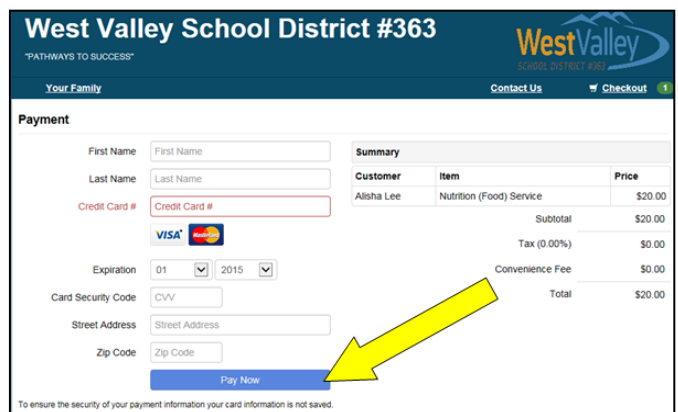 West Valley School District #363
"PATHWAYS TO SUCCESS"
WestValley
SCHOOL DISTRICT #363
Your Family
Contact Us
Checkout 1
Payment
First Name First Name
Last Name Last Name
Credit Card # Credit Card #
VISA MasterCard
Expiration 01 2015
Card Security Code CVV
Street Address Street Address
Zip Code Zip Code
Pay Now
To ensure the security of your payment information your card information is not saved.
Summary
Customer Item Price
Alisha Lee Nutrition (Food) Service $20.00
Subtotal $20.00
Tax (0.00%) $0.00
Convenience Fee $0.00
Total $20.00